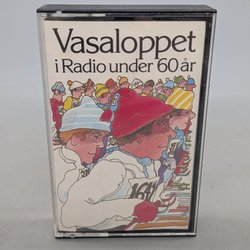 Vasaloppet
i Radio under 60 år